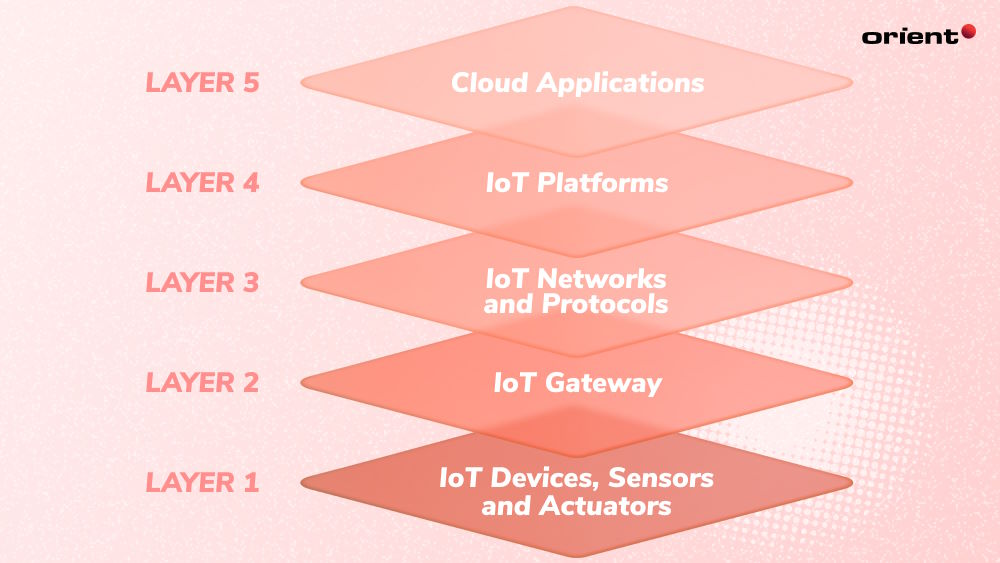 orient
LAYER 5
Cloud Applications
LAYER 4
IoT Platforms
LAYER 3
IoT Networks
and Protocols
LAYER 2
IoT Gateway
LAYER 1
IoT Devices, Sensors
and Actuators